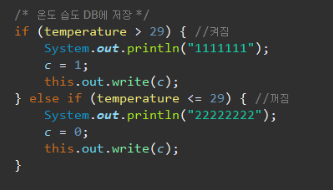 /* 온도 습도 DB에 저장 */
if (temperature > 29) { //켜짐
System.out.println("1111111");
c = 1;
this.out.write(c);
} else if (temperature <= 29) { //꺼짐
System.out.println("22222222");
c = 0;
this.out.write(c);
}